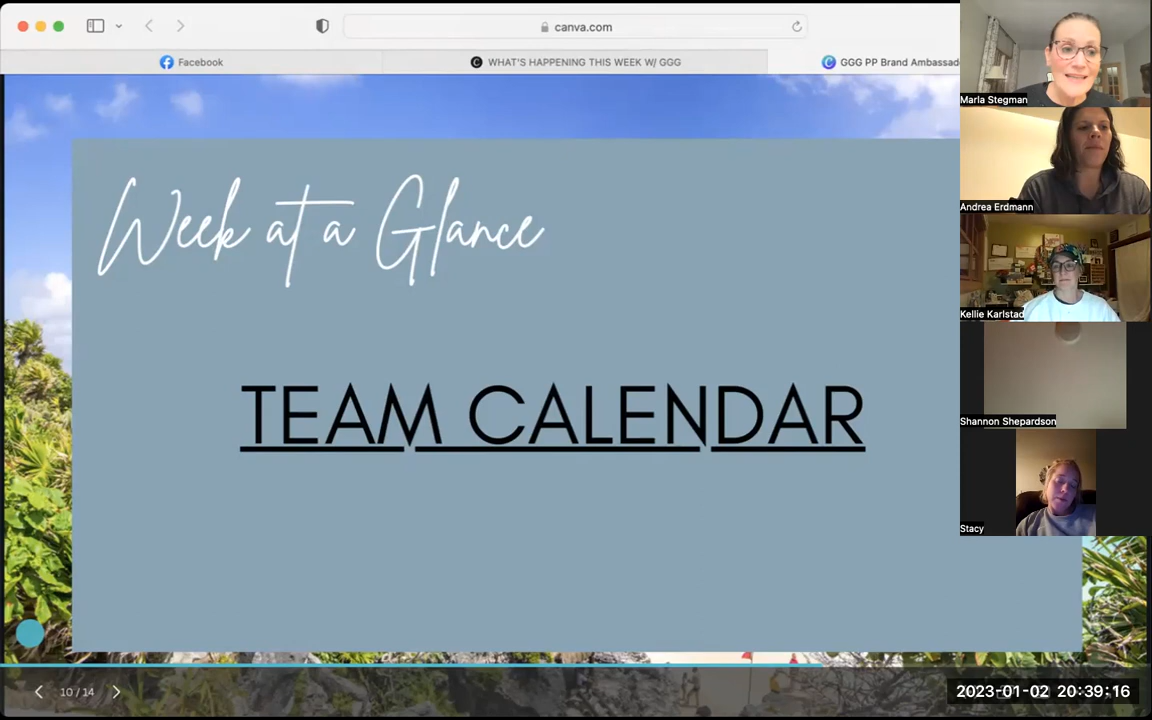 canva.com
Facebook
WHAT'S HAPPENING THIS WEEK W/ GGG
GGG PP Brand Ambassado
Week at a Glance
TEAM CALENDAR
Marla Stegman
Andrea Erdmann
Kellie Karlstad
Shannon Shepardson
Stacy
10 / 14
2023-01-02 20:39:16